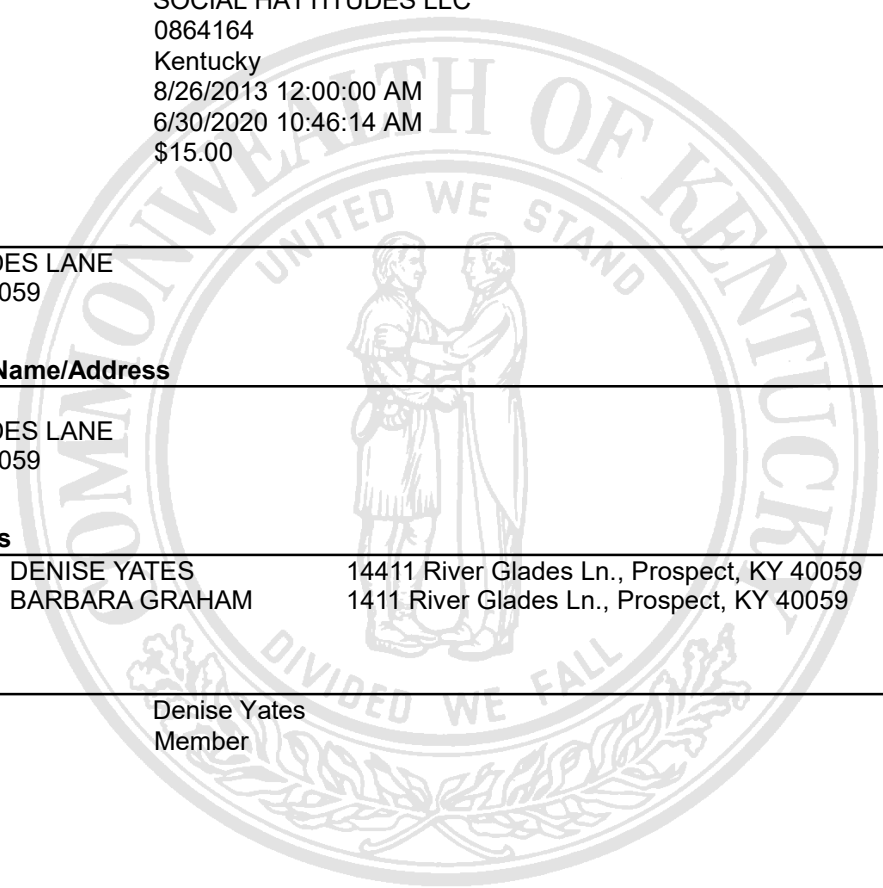 SOCIAL HATTITUDES LLC
0864164
Kentucky
8/26/2013 12:00:00 AM
6/30/2020 10:46:14 AM
$15.00
DES LANE
059
Name/Address
DES LANE
059
s
DENISE YATES 14411 River Glades Ln., Prospect, KY 40059
BARBARA GRAHAM 1411 River Glades Ln., Prospect, KY 40059
Denise Yates
Member
COMMONWEALTH OF KENTUCKY
UNITED WE STAND
DIVIDED WE FALL